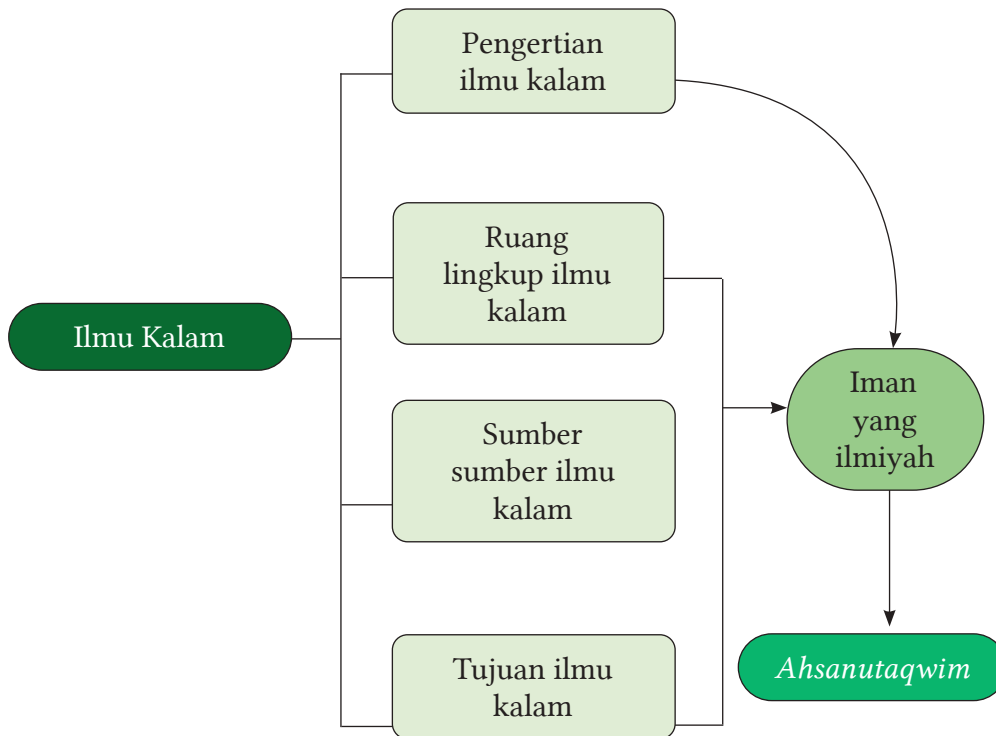 Pengertian
ilmu kalam
Ruang
lingkup ilmu
kalam
Ilmu Kalam
Iman
yang
ilmiyah
Sumber
sumber ilmu
kalam
Tujuan ilmu
kalam
Ahsanutaqwim